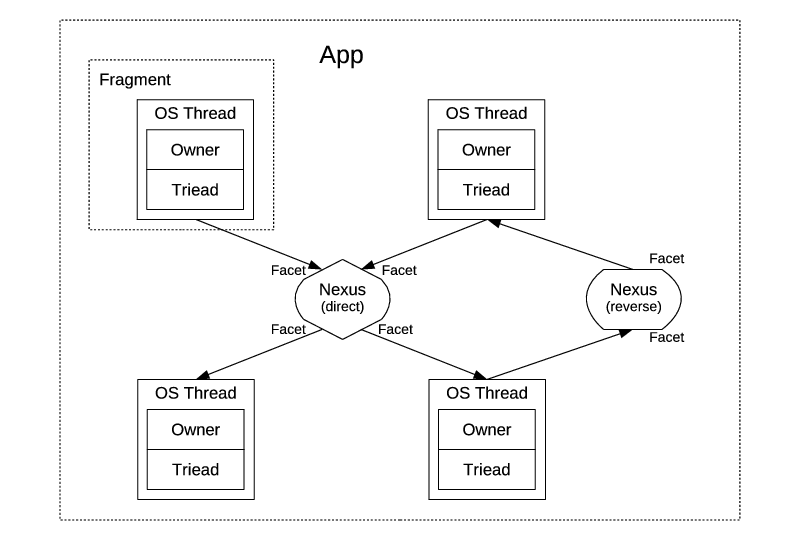 App
Fragment
OS Thread
Owner
Triead
OS Thread
Owner
Triead
Facet
Facet
Nexus
(direct)
Facet
Facet
Facet
Nexus
(reverse)
Facet
OS Thread
Owner
Triead
OS Thread
Owner
Triead